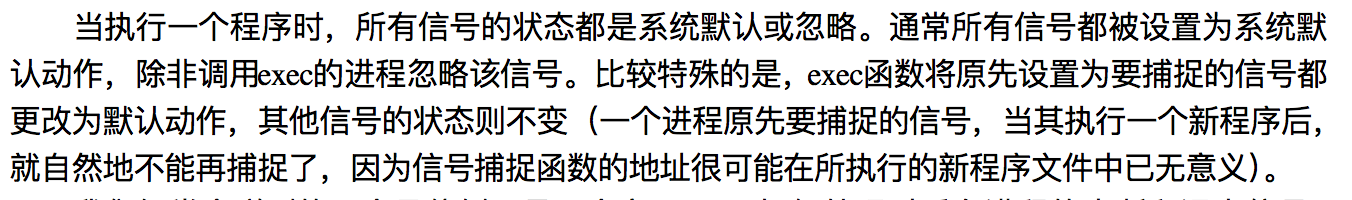 当执行一个程序时，所有信号的状态都是系统默认或忽略。通常所有信号都被设置为系统默
认动作，除非调用exec的进程忽略该信号。比较特殊的是，exec函数将原先设置为要捕捉的信号都
更改为默认动作，其他信号的状态则不变（一个进程原先要捕捉的信号，当其执行一个新程序后，
就自然地不能再捕捉了，因为信号捕捉函数的地址很可能在所执行的新程序文件中已无意义）。